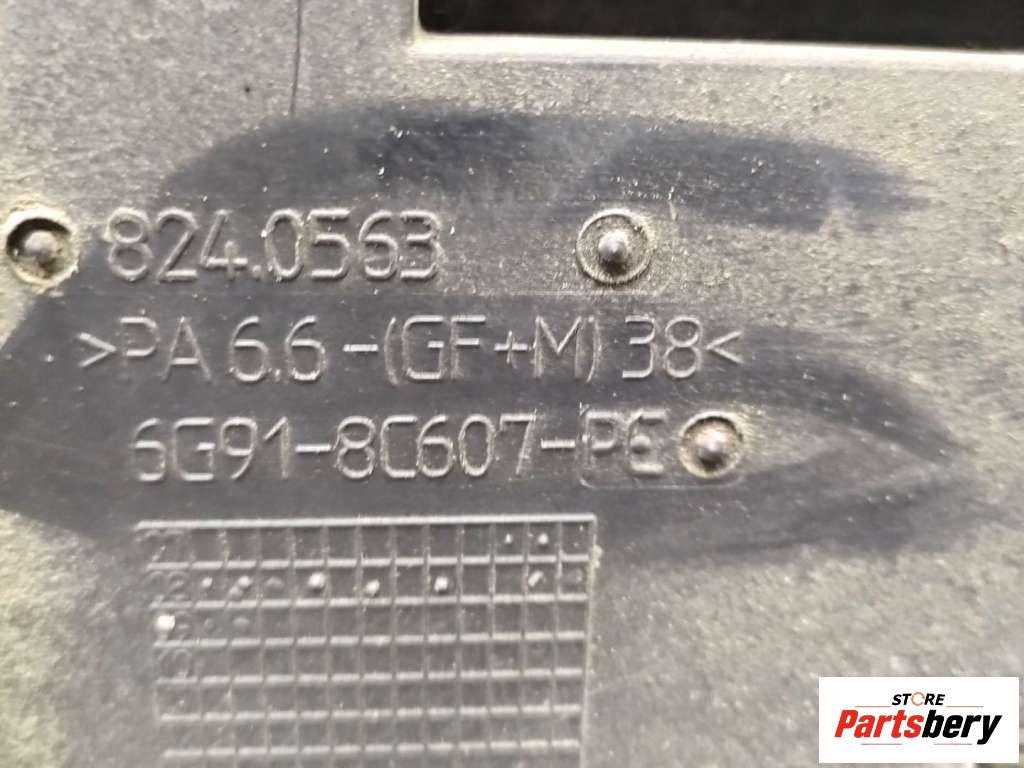 824.0563
>PA 6.6-(GF+M) 38<
6G91-8C607-PE
STORE
Partsbery